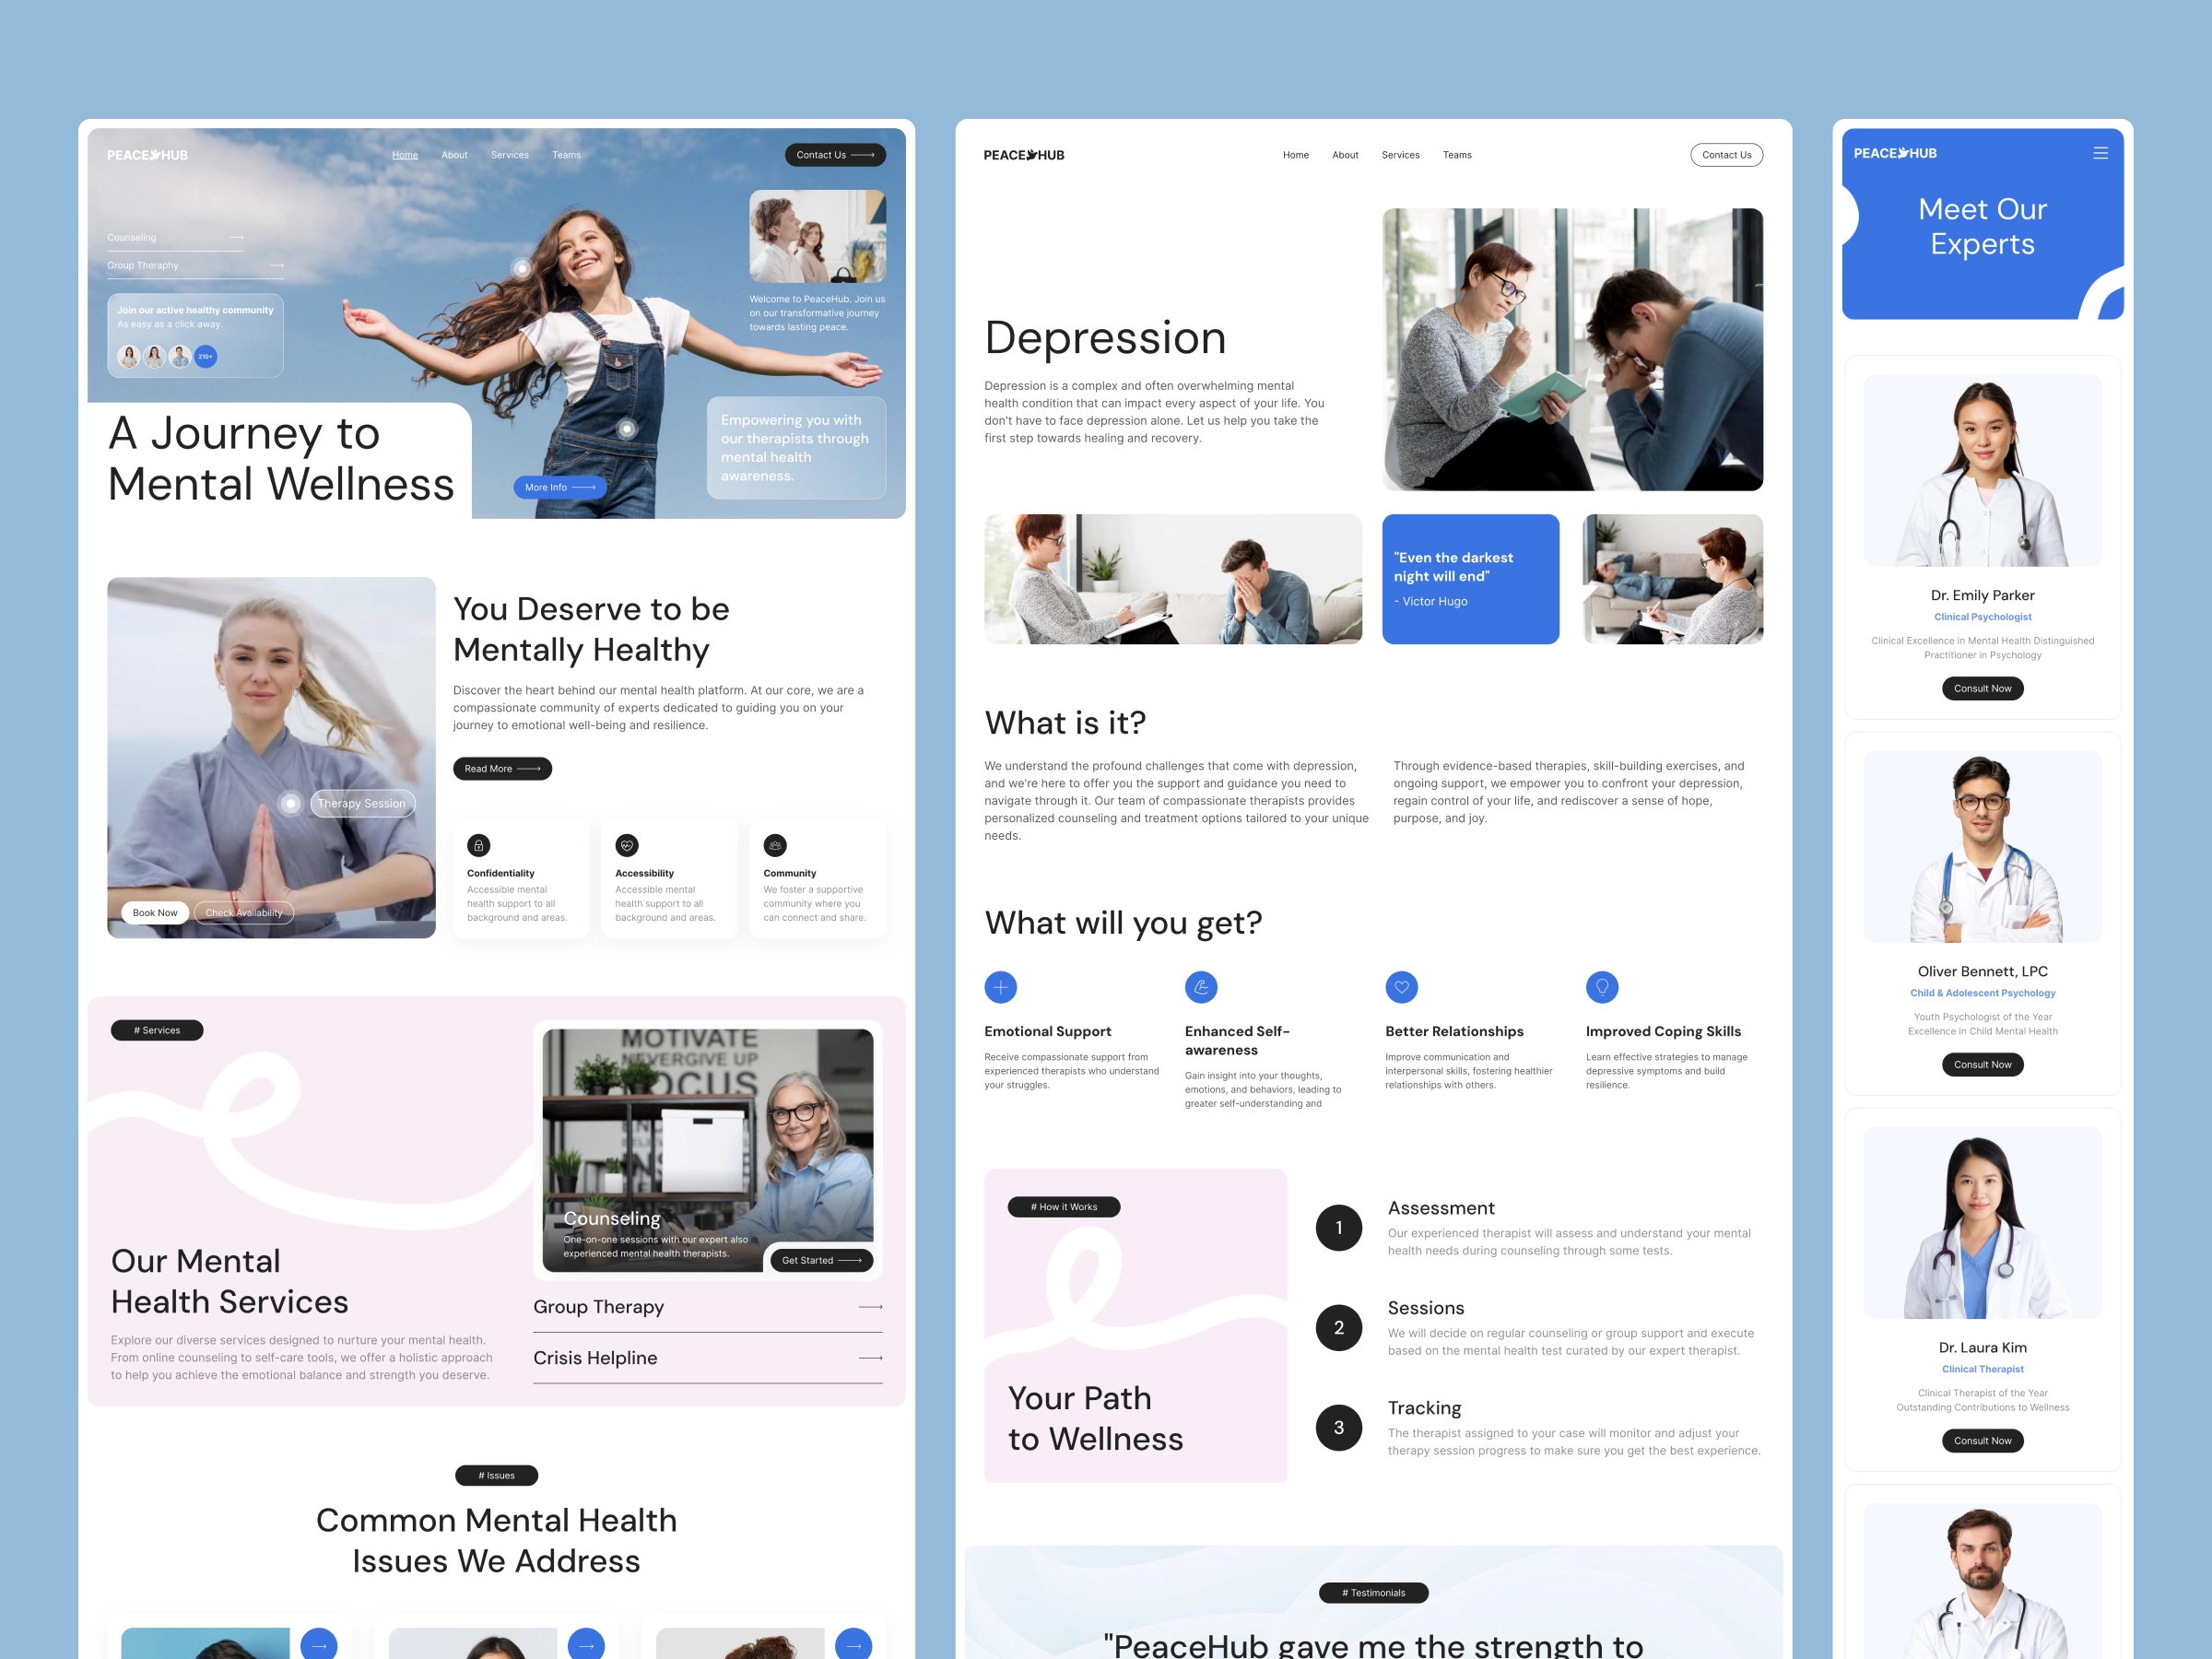 PEACE HUB
Home
About
Services
Teams
Contact Us
Counseling
Group Theraphy
Join our active healthy community
As easy as a click away.
210+
Welcome to PeaceHub. Join us
on our transformative journey
towards lasting peace.
Empowering you with
our therapists through
mental health
awareness.
A Journey to
Mental Wellness
More Info
You Deserve to be
Mentally Healthy
Discover the heart behind our mental health platform. At our core, we are a
compassionate community of experts dedicated to guiding you on your
journey to emotional well-being and resilience.
Read More
Therapy Session
Book Now
Check Availability
Confidentiality
Accessible mental
health support to all
background and areas.
Accessibility
Accessible mental
health support to all
background and areas.
Community
We foster a supportive
community where you
can connect and share.
# Services
Our Mental
Health Services
Explore our diverse services designed to nurture your mental health.
From online counseling to self-care tools, we offer a holistic approach
to help you achieve the emotional balance and strength you deserve.
MOTIVATE
NEVERGIVE UP
OCUS
Counseling
One-on-one sessions with our expert also
experienced mental health therapists.
Get Started
Group Therapy
Crisis Helpline
# Issues
Common Mental Health
Issues We Address
PEACE HUB
Home
About
Services
Teams
Contact Us
Depression
Depression is a complex and often overwhelming mental
health condition that can impact every aspect of your life. You
don't have to face depression alone. Let us help you take the
first step towards healing and recovery.
"Even the darkest
night will end"
- Victor Hugo
What is it?
We understand the profound challenges that come with depression,
and we're here to offer you the support and guidance you need to
navigate through it. Our team of compassionate therapists provides
personalized counseling and treatment options tailored to your unique
needs.
Through evidence-based therapies, skill-building exercises, and
ongoing support, we empower you to confront your depression,
regain control of your life, and rediscover a sense of hope,
purpose, and joy.
What will you get?
Emotional Support
Receive compassionate support from
experienced therapists who understand
your struggles.
Enhanced Self-
awareness
Gain insight into your thoughts,
emotions, and behaviors, leading to
greater self-understanding and
Better Relationships
Improve communication and
interpersonal skills, fostering healthier
relationships with others.
Improved Coping Skills
Learn effective strategies to manage
depressive symptoms and build
resilience.
# How it Works
Your Path
to Wellness
1
Assessment
Our experienced therapist will assess and understand your mental
health needs during counseling through some tests.
2
Sessions
We will decide on regular counseling or group support and execute
based on the mental health test curated by our expert therapist.
3
Tracking
The therapist assigned to your case will monitor and adjust your
therapy session progress to make sure you get the best experience.
# Testimonials
"PeaceHub gave me the strength to
PEACE HUB
Meet Our
Experts
Dr. Emily Parker
Clinical Psychologist
Clinical Excellence in Mental Health Distinguished
Practitioner in Psychology
Consult Now
Oliver Bennett, LPC
Child & Adolescent Psychology
Youth Psychologist of the Year
Excellence in Child Mental Health
Consult Now
Dr. Laura Kim
Clinical Therapist
Clinical Therapist of the Year
Outstanding Contributions to Wellness
Consult Now